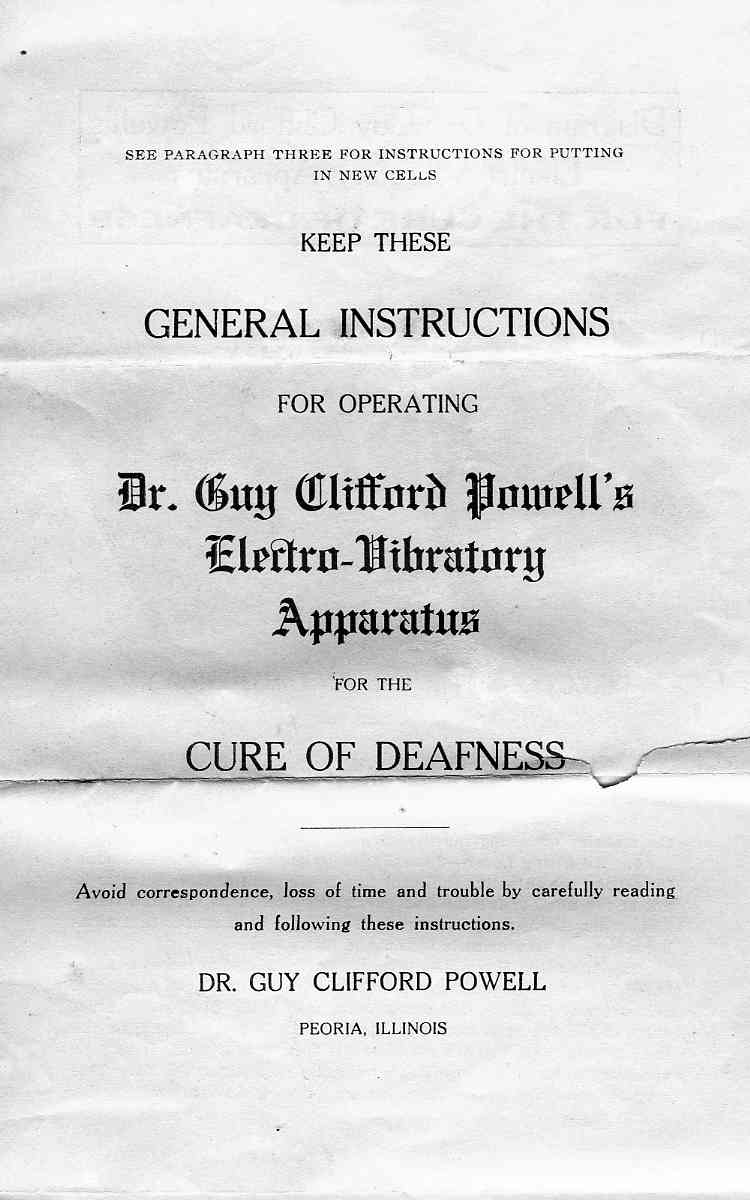 SEE PARAGRAPH THREE FOR INSTRUCTIONS FOR PUTTING
IN NEW CELLS
KEEP THESE
GENERAL INSTRUCTIONS
FOR OPERATING
Dr. Guy Clifford Powell's
Electro-Vibratory
Apparatus
FOR THE
CURE OF DEAFNESS
Avoid correspondence, loss of time and trouble by carefully reading
and following these instructions.
DR. GUY CLIFFORD POWELL
PEORIA, ILLINOIS